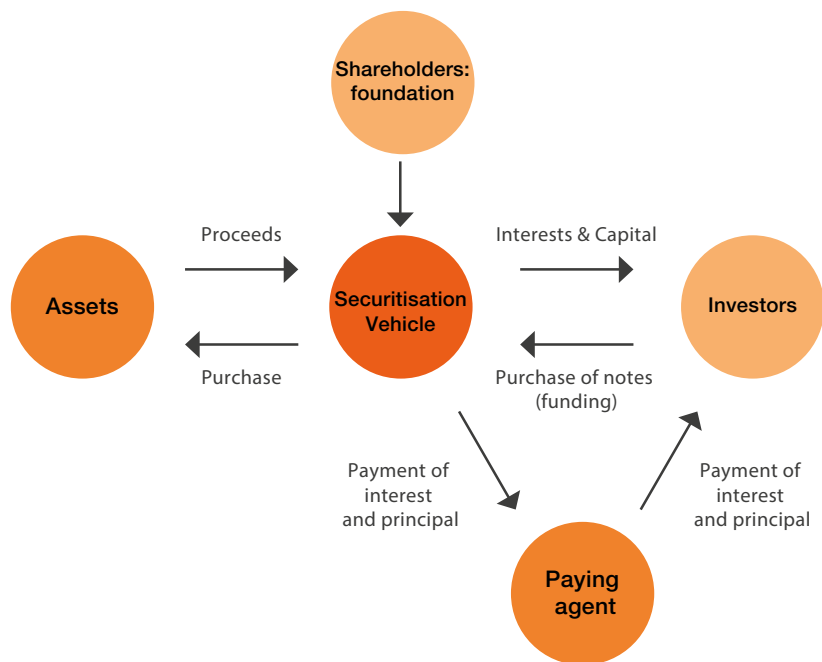 Shareholders:
foundation
Proceeds
Interests & Capital
Assets
Securitisation
Vehicle
Investors
Purchase
Purchase of notes
(funding)
Payment of
interest
and principal
Payment of
interest
and principal
Paying
agent